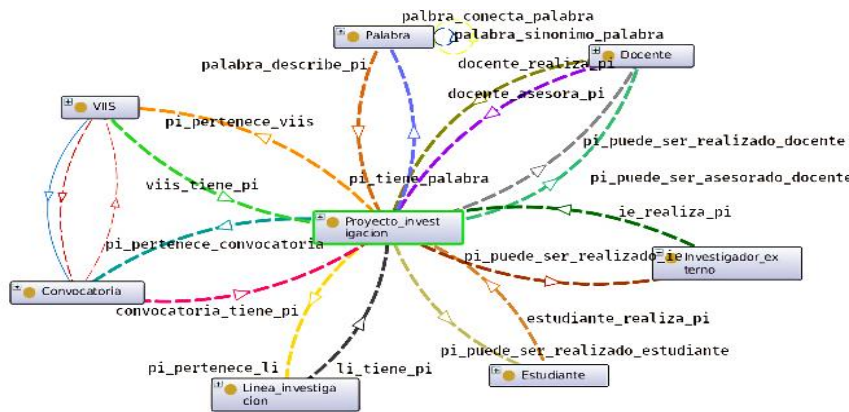 palbra_conecta_palabra
Palabra
palabra_sinonimo_palabra
Docente
docente_realiza_pi
palabra_describe_pi
docente_asesora_pi
VIIS
pi_pertenece_viis
pi_puede_ser_realizado_docente
pi_tiene_palabra
pi_puede_ser_asesorado_docente
viis_tiene_pi
ie_realiza_pi
Proyecto_invest
igacion
pi_pertenece_convocatoria
pi_puede_ser_realizado_ie
Investigador_ex
terno
Convocatoria
convocatoria_tiene_pi
estudiante_realiza_pi
pi_puede_ser_realizado_estudiante
pi_pertenece_li
li_tiene_pi
Estudiante
Linea_investiga
cion